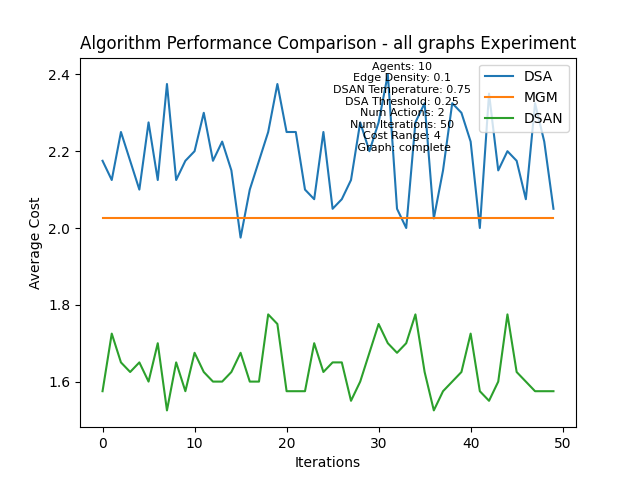 Algorithm Performance Comparison - all graphs Experiment
Agents: 10
Edge Density: 0.1
DSAN Temperature: 0.75
DSA Threshold: 0.25
Num Actions: 2
Num Iterations: 50
Cost Range: 4
Graph: complete
DSA
MGM
DSAN
Average Cost
2.4
2.2
2.0
1.8
1.6
0
10
20
30
40
50
Iterations